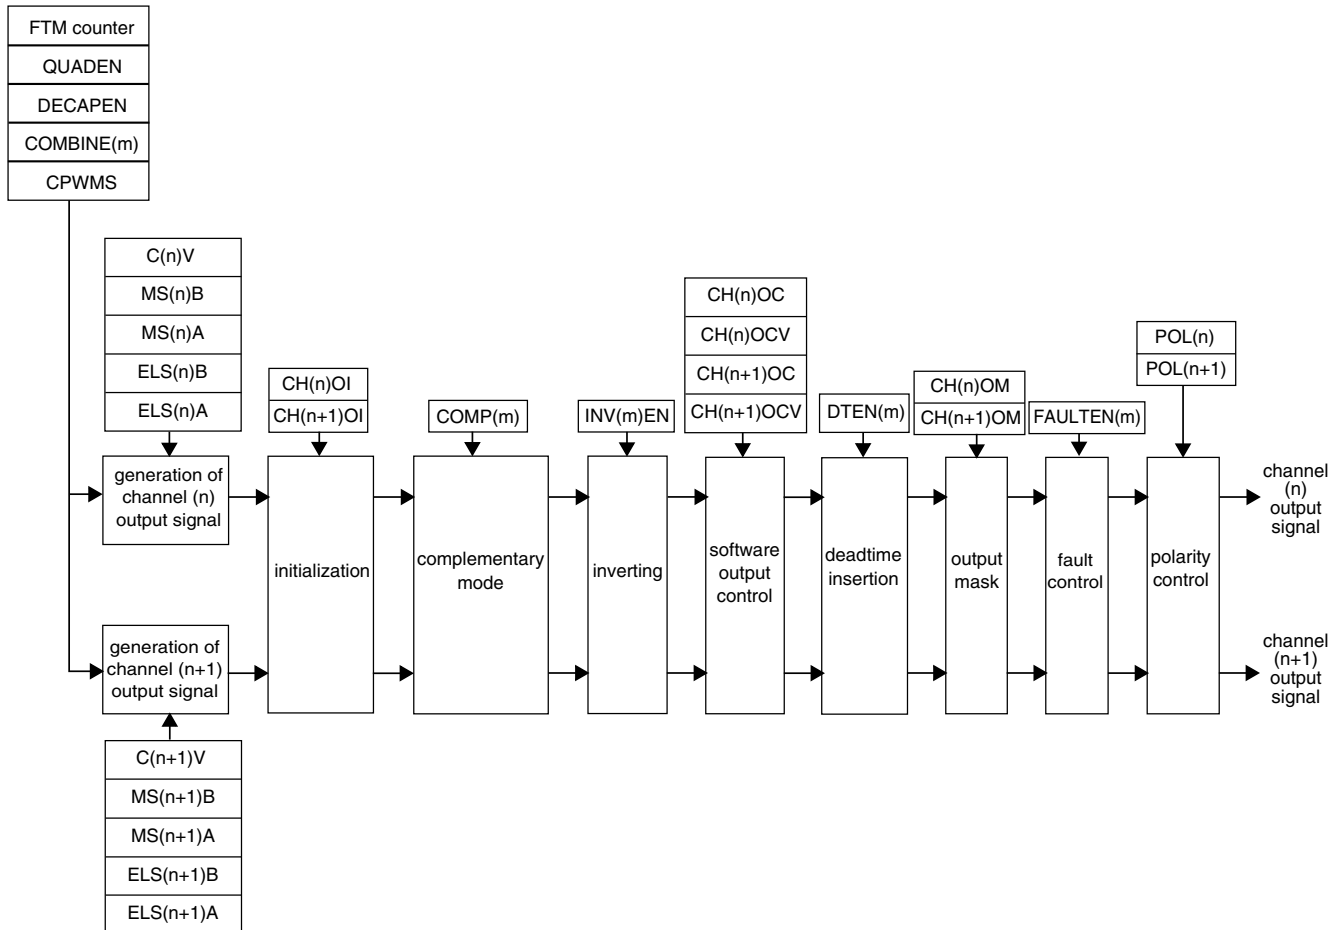 FTM counter
QUADEN
DECAPEN
COMBINE(m)
CPWMS
C(n)V
MS(n)B
MS(n)A
ELS(n)B
ELS(n)A
CH(n)OI
CH(n+1)OI
COMP(m)
INV(m)EN
CH(n)OC
CH(n)OCV
CH(n+1)OC
CH(n+1)OCV
DTEN(m)
CH(n)OM
CH(n+1)OM
FAULTEN(m)
POL(n)
POL(n+1)
generation of
channel (n)
output signal
initialization
complementary
mode
inverting
software
output
control
deadtime
insertion
output
mask
fault
control
polarity
control
channel
(n)
output
signal
generation of
channel (n+1)
output signal
channel
(n+1)
output
signal
C(n+1)V
MS(n+1)B
MS(n+1)A
ELS(n+1)B
ELS(n+1)A